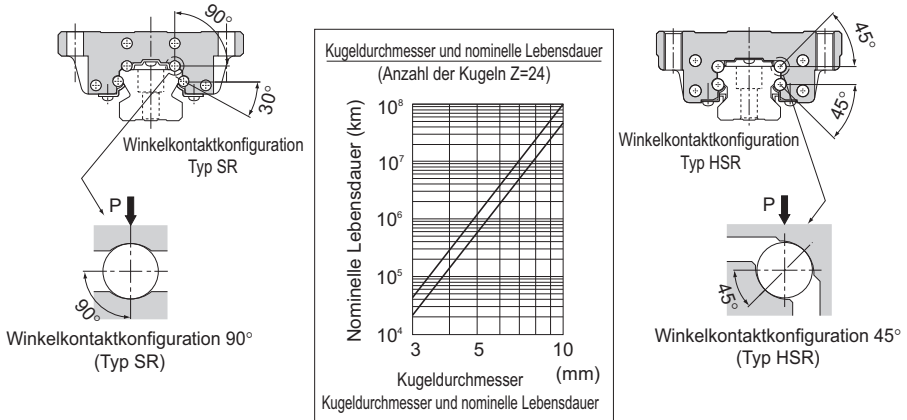 90°
30°
Winkelkontaktkonfiguration
Typ SR
P
90°
Winkelkontaktkonfiguration 90°
(Typ SR)
Kugeldurchmesser und nominelle Lebensdauer
(Anzahl der Kugeln Z=24)
Nominelle Lebensdauer (km)
10⁸
10⁷
10⁶
10⁵
10⁴
3
5
10
(mm)
Kugeldurchmesser
Kugeldurchmesser und nominelle Lebensdauer
45°
45°
Winkelkontaktkonfiguration
Typ HSR
P
45°
Winkelkontaktkonfiguration 45°
(Typ HSR)